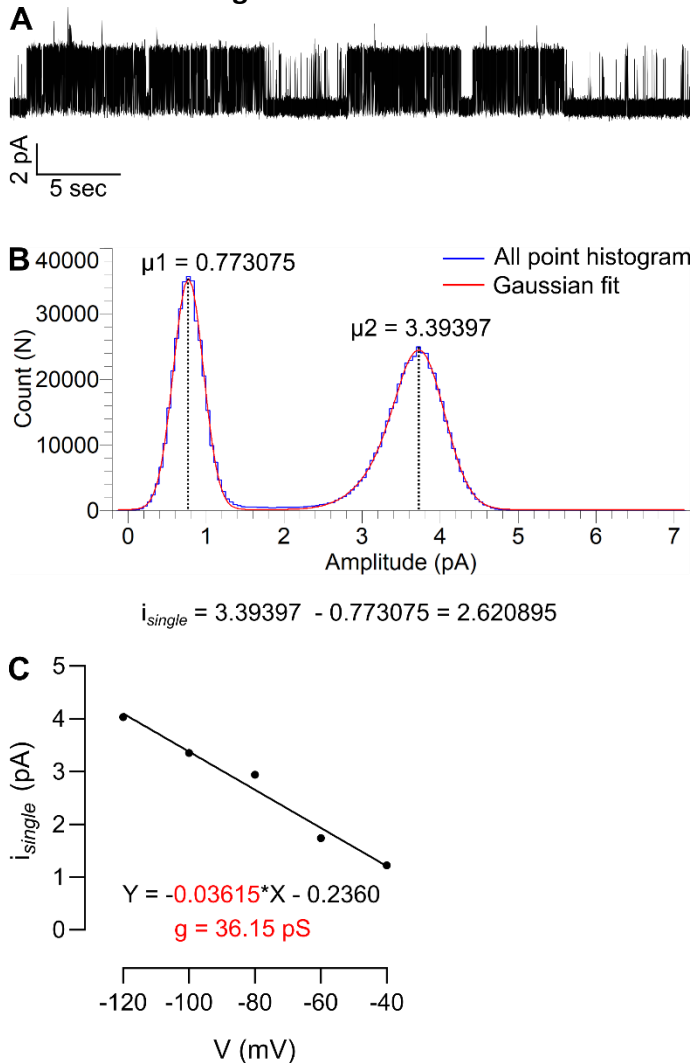 A
2 pA
5 sec
B
µ1 = 0.773075
All point histogram
Gaussian fit
µ2 = 3.39397
Count (N)
40000
30000
20000
10000
0
0 1 2 3 4 5 6 7
Amplitude (pA)
isingle = 3.39397 - 0.773075 = 2.620895
C
isingle (pA)
5
4
3
2
1
0
Y = -0.03615*X - 0.2360
g = 36.15 pS
-120 -100 -80 -60 -40
V (mV)